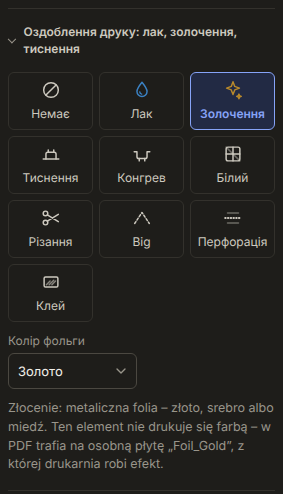 Оздоблення друку: лак, золочення,
тиснення
Немає
Лак
Золочення
Тиснення
Конгрев
Білий
Різання
Big
Перфорація
Клей
Колір фольги
Золото
Złocenie: metaliczna folia – złoto, srebro albo
miedź. Ten element nie drukuje się farbą – w
PDF trafia na osobną płytę „Foil_Gold”, z
której drukarnia robi efekt.